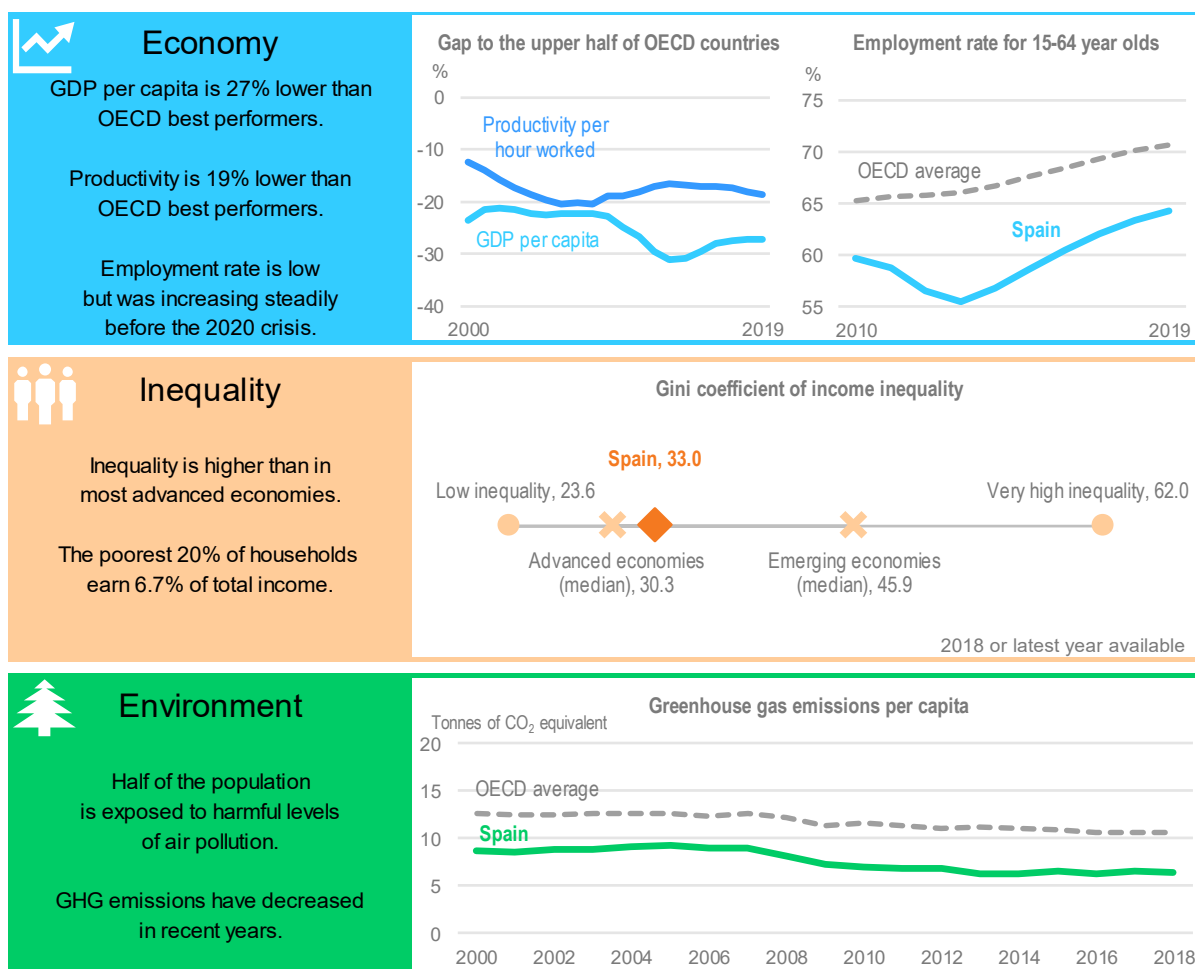 Economy
GDP per capita is 27% lower than
OECD best performers.
Productivity is 19% lower than
OECD best performers.
Employment rate is low
but was increasing steadily
before the 2020 crisis.
Gap to the upper half of OECD countries
%
0
-10
-20
-30
-40
Productivity per
hour worked
GDP per capita
2000
2019
Employment rate for 15-64 year olds
%
75
70
65
60
55
OECD average
Spain
2010
2019
Inequality
Inequality is higher than in
most advanced economies.
The poorest 20% of households
earn 6.7% of total income.
Gini coefficient of income inequality
Spain, 33.0
Low inequality, 23.6
Very high inequality, 62.0
Advanced economies
(median), 30.3
Emerging economies
(median), 45.9
2018 or latest year available
Environment
Half of the population
is exposed to harmful levels
of air pollution.
GHG emissions have decreased
in recent years.
Greenhouse gas emissions per capita
Tonnes of CO₂ equivalent
20
15
10
5
0
OECD average
Spain
2000 2002 2004 2006 2008 2010 2012 2014 2016 2018